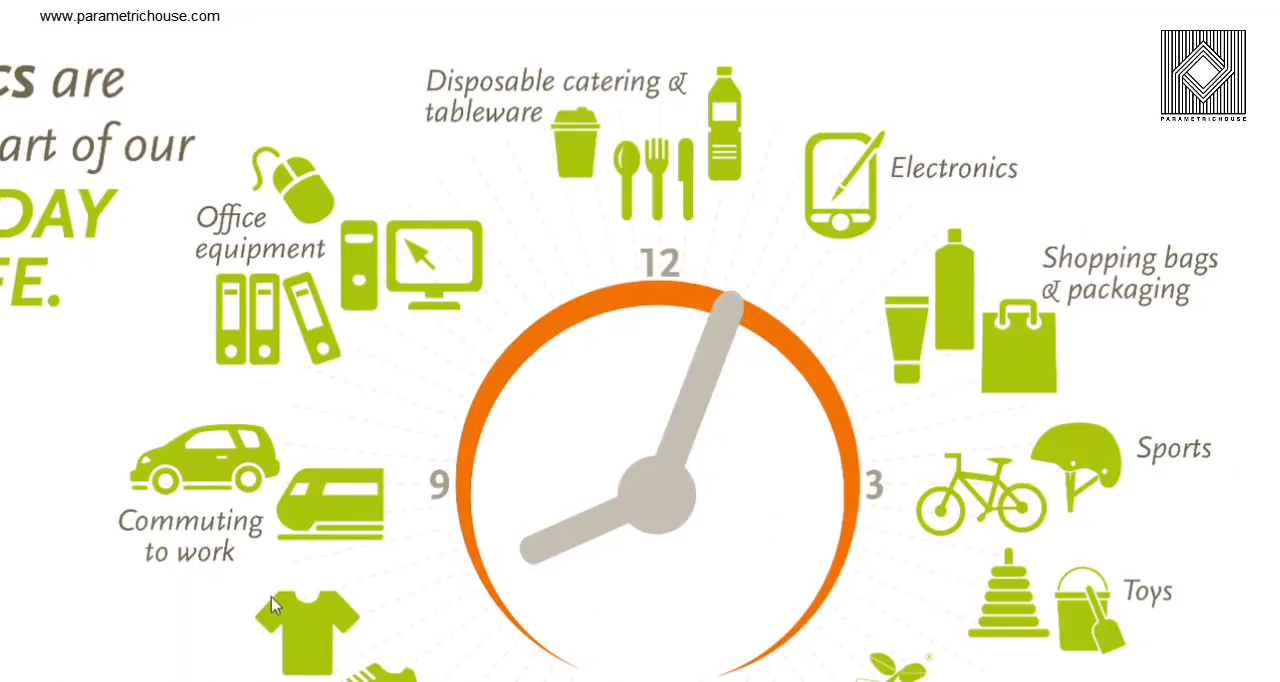 www.parametrichouse.com
PARAMETRICHOUSE
cs are
art of our
DAY
FE.
Disposable catering &
tableware
Electronics
Office
equipment
Shopping bags
& packaging
12
9
3
Sports
Commuting
to work
Toys
®